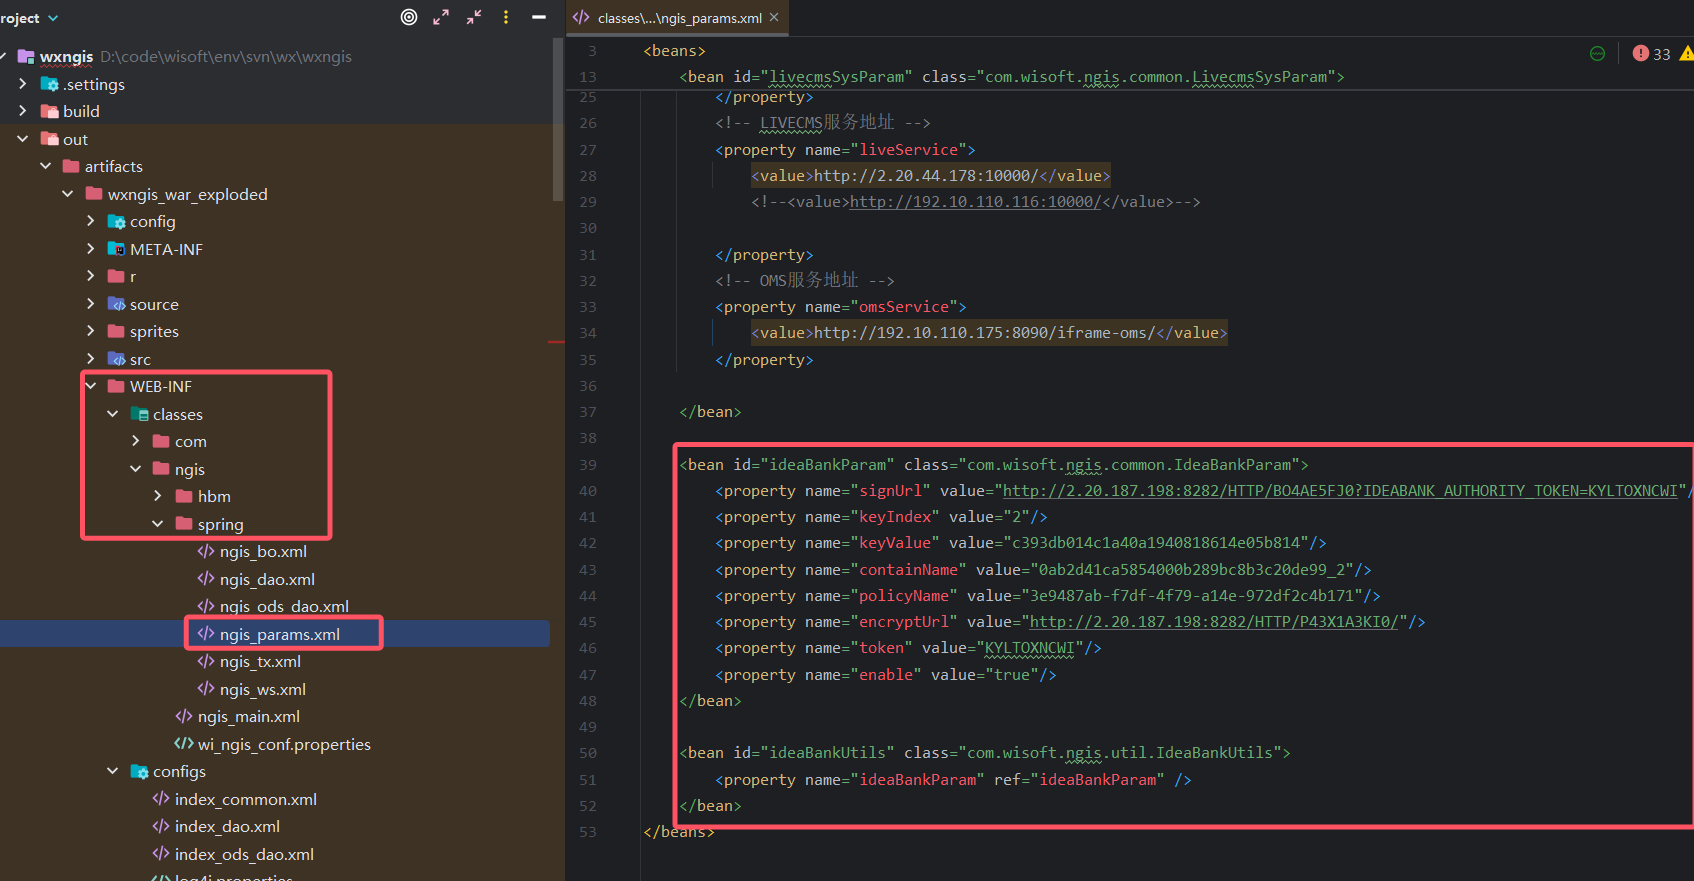 roject
wxngis D:\code\wisoft\env\svn\wx\wxngis
.settings
build
out
artifacts
wxngis_war_exploded
config
META-INF
r
source
sprites
src
WEB-INF
classes
com
ngis
hbm
spring
ngis_bo.xml
ngis_dao.xml
ngis_ods_dao.xml
ngis_params.xml
ngis_tx.xml
ngis_ws.xml
ngis_main.xml
wi_ngis_conf.properties
configs
index_common.xml
index_dao.xml
index_ods_dao.xml
log4j.properties
classes\...\ngis_params.xml
33
3 <beans>
13 <bean id="livecmsSysParam" class="com.wisoft.ngis.common.LivecmsSysParam">
25 </property>
26 <!-- LIVECMS服务地址 -->
27 <property name="liveService">
28 <value>http://2.20.44.178:10000/</value>
29 <!--<value>http://192.10.110.116:10000/</value>-->
30
31 </property>
32 <!-- OMS服务地址 -->
33 <property name="omsService">
34 <value>http://192.10.110.175:8090/iframe-oms/</value>
35 </property>
36
37 </bean>
38
39 <bean id="ideaBankParam" class="com.wisoft.ngis.common.IdeaBankParam">
40 <property name="signUrl" value="http://2.20.187.198:8282/HTTP/BO4AE5FJ0?IDEABANK_AUTHORITY_TOKEN=KYLTOXNCWI"/
41 <property name="keyIndex" value="2"/>
42 <property name="keyValue" value="c393db014c1a40a1940818614e05b814"/>
43 <property name="containName" value="0ab2d41ca5854000b289bc8b3c20de99_2"/>
44 <property name="policyName" value="3e9487ab-f7df-4f79-a14e-972df2c4b171"/>
45 <property name="encryptUrl" value="http://2.20.187.198:8282/HTTP/P43X1A3KI0/"/>
46 <property name="token" value="KYLTOXNCWI"/>
47 <property name="enable" value="true"/>
48 </bean>
49
50 <bean id="ideaBankUtils" class="com.wisoft.ngis.util.IdeaBankUtils">
51 <property name="ideaBankParam" ref="ideaBankParam" />
52 </bean>
53 </beans>